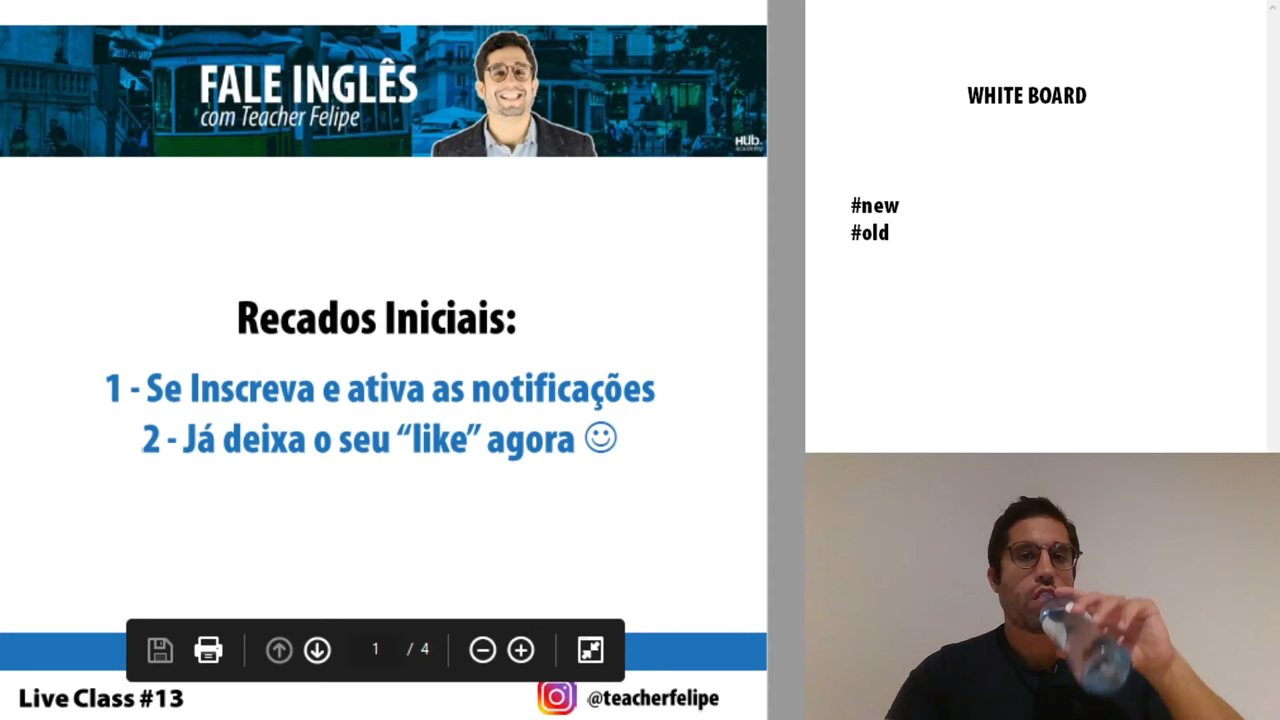 FALE INGLÊS
com Teacher Felipe
HUb
academy
Recados Iniciais:
1 - Se Inscreva e ativa as notificações
2 - Já deixa o seu “like” agora ☺
1 / 4
Live Class #13
@teacherfelipe
WHITE BOARD
#new
#old